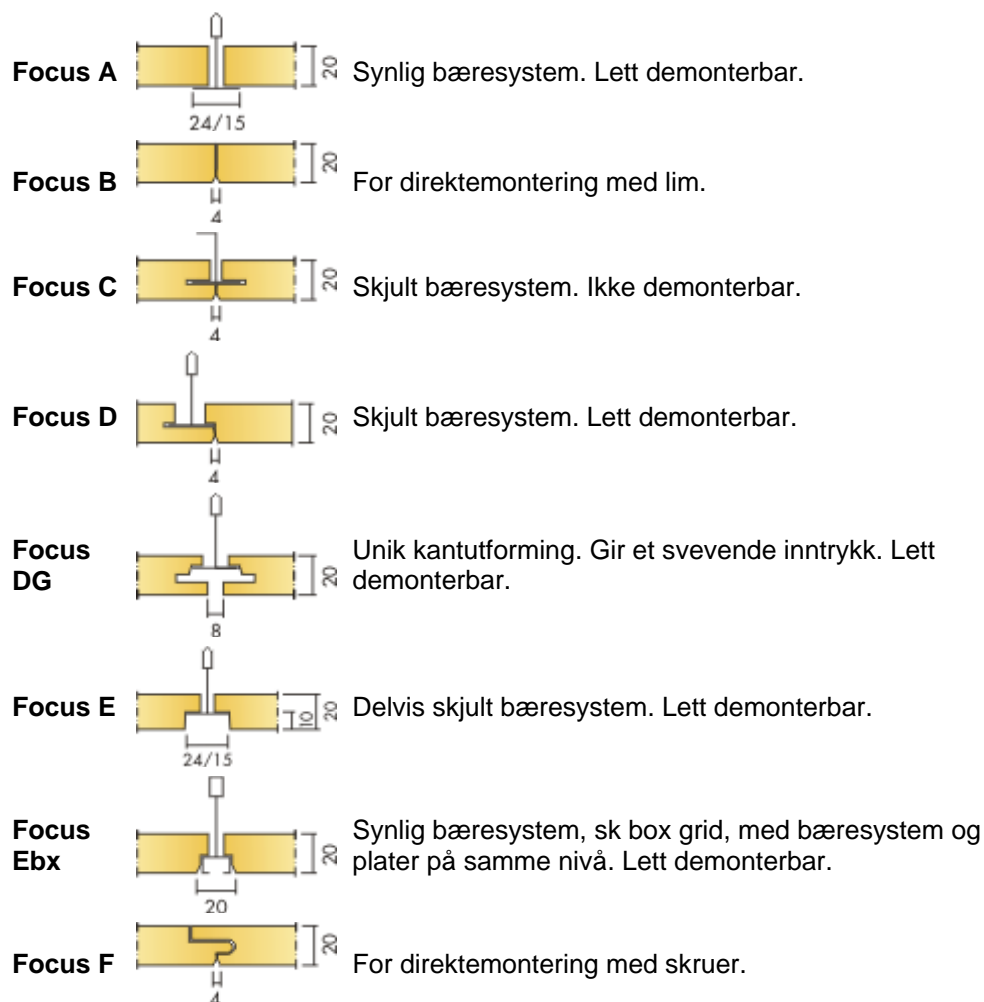 Focus A 20 Synlig bæresystem. Lett demonterbar.
24/15
Focus B 20 For direktemontering med lim.
4
Focus C 20 Skjult bæresystem. Ikke demonterbar.
4
Focus D 20 Skjult bæresystem. Lett demonterbar.
4
Focus
DG
20
Unik kantutforming. Gir et svevende inntrykk. Lett
demonterbar.
8
Focus E 10 20 Delvis skjult bæresystem. Lett demonterbar.
24/15
Focus
Ebx
20
Synlig bæresystem, sk box grid, med bæresystem og
plater på samme nivå. Lett demonterbar.
20
Focus F 20 For direktemontering med skruer.
4